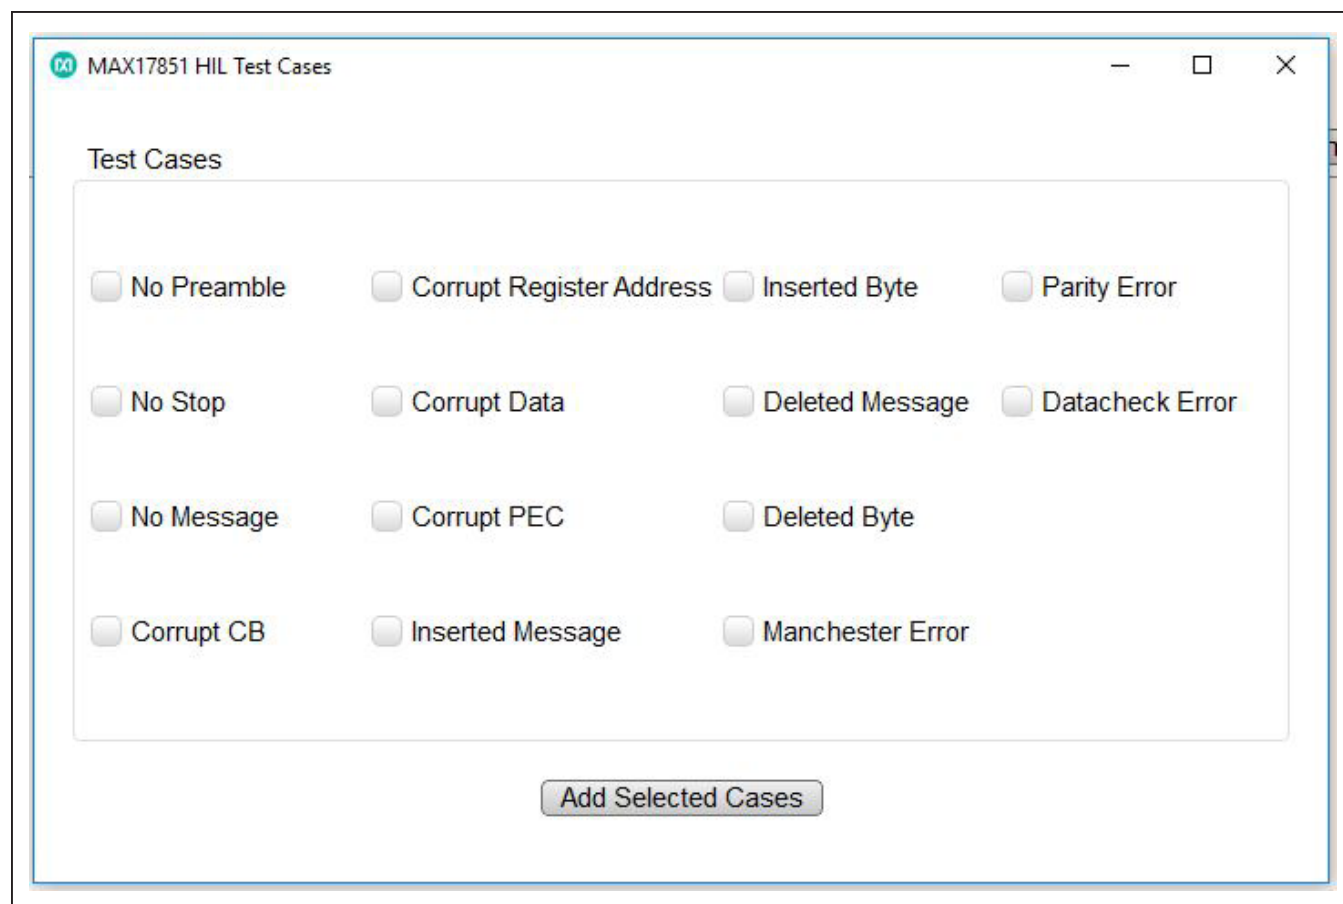 MAX17851 HIL Test Cases
Test Cases
No Preamble Corrupt Register Address Inserted Byte Parity Error
No Stop Corrupt Data Deleted Message Datacheck Error
No Message Corrupt PEC Deleted Byte
Corrupt CB Inserted Message Manchester Error
Add Selected Cases